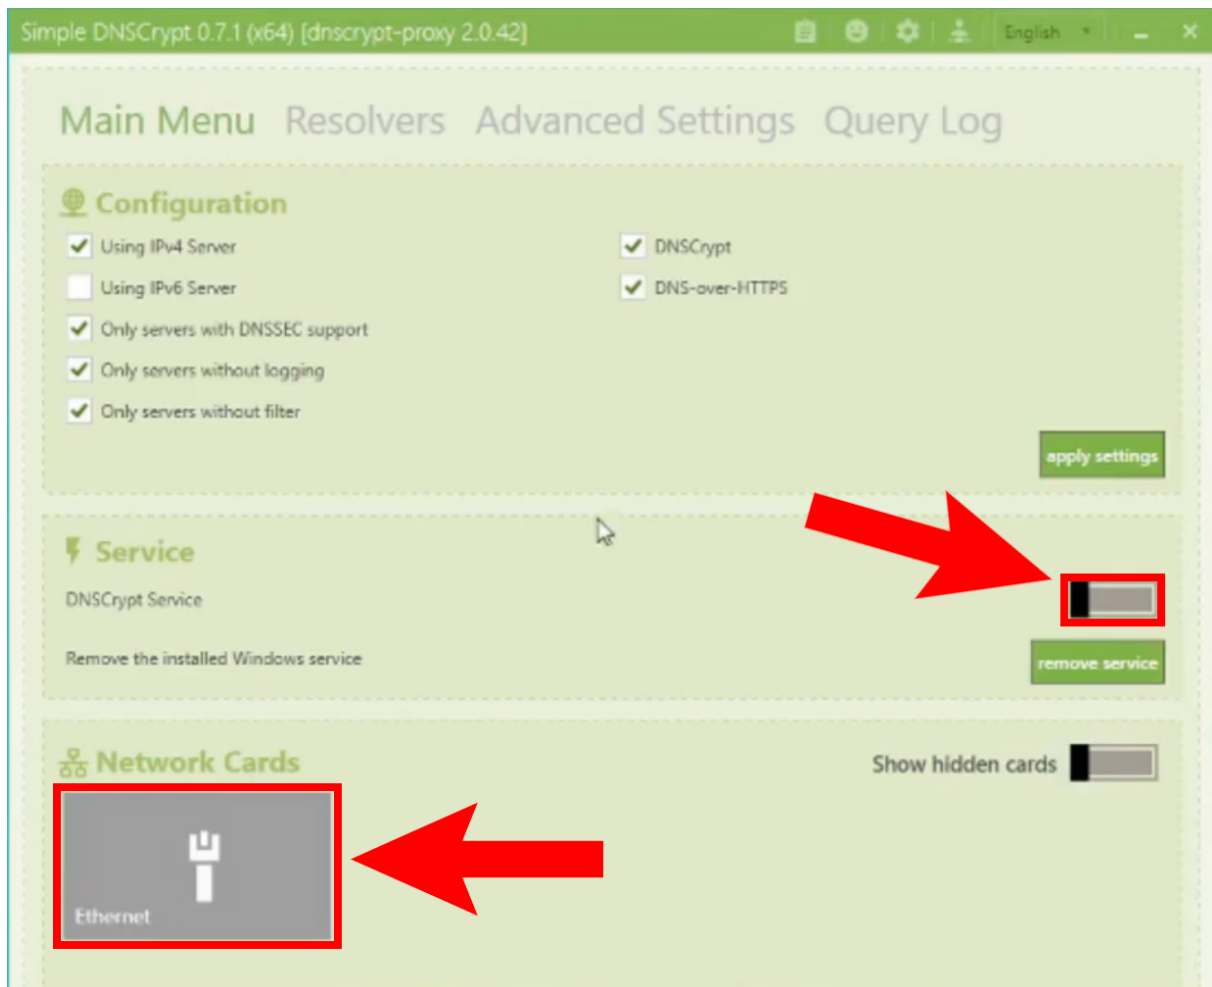 Simple DNSCrypt 0.7.1 (x64) [dnscrypt-proxy 2.0.42]
English
Main Menu Resolvers Advanced Settings Query Log
Configuration
Using IPv4 Server
DNSCrypt
Using IPv6 Server
DNS-over-HTTPS
Only servers with DNSSEC support
Only servers without logging
Only servers without filter
apply settings
Service
DNSCrypt Service
Remove the installed Windows service
remove service
Network Cards
Show hidden cards
Ethernet